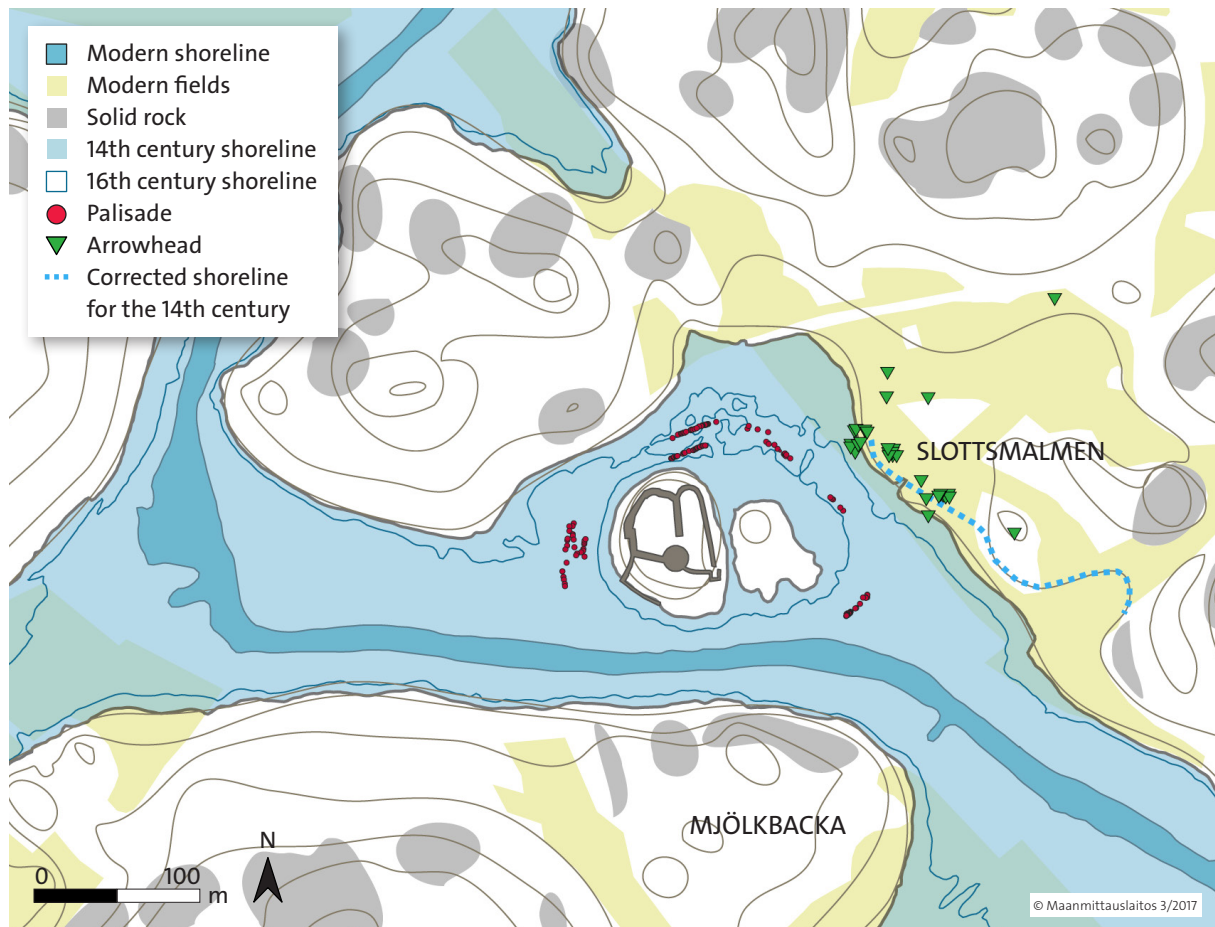 Modern shoreline
Modern fields
Solid rock
14th century shoreline
16th century shoreline
Palisade
Arrowhead
Corrected shoreline
for the 14th century
SLOTTSMALMEN
MJÖLKBACKA
N
0 100
m
© Maanmittauslaitos 3/2017